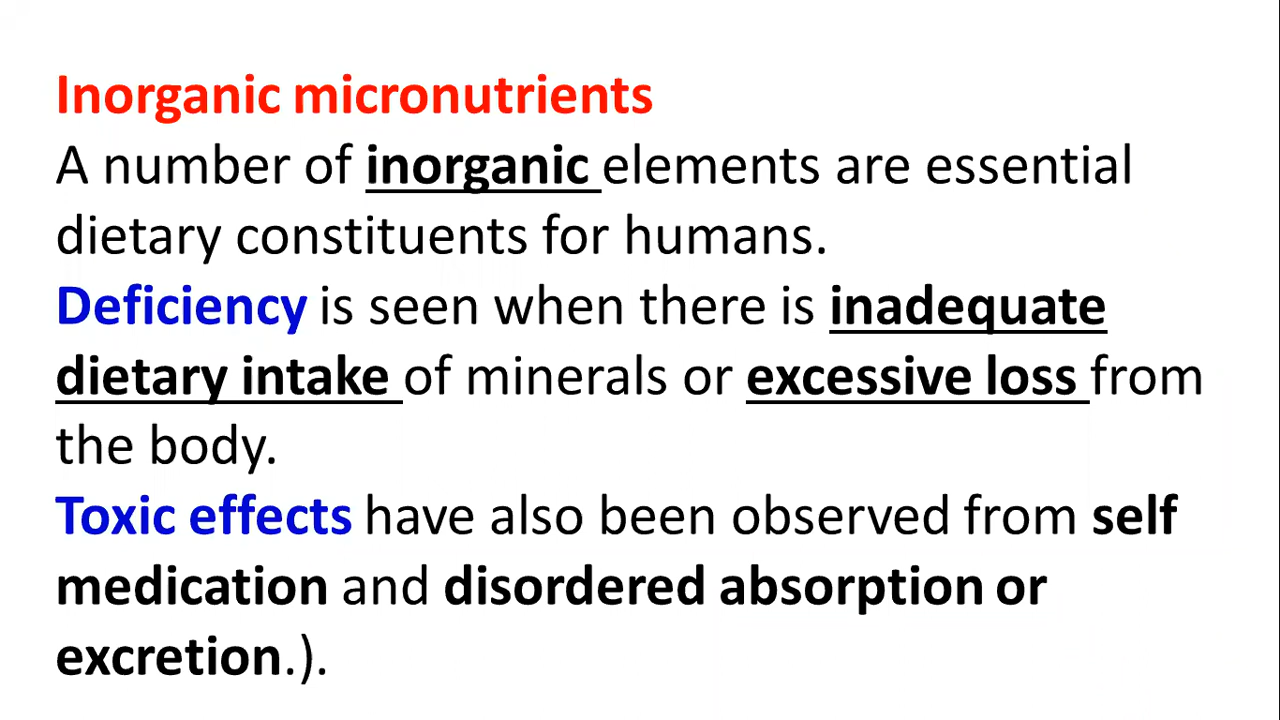 Inorganic micronutrients
A number of inorganic elements are essential
dietary constituents for humans.
Deficiency is seen when there is inadequate
dietary intake of minerals or excessive loss from
the body.
Toxic effects have also been observed from self
medication and disordered absorption or
excretion.).